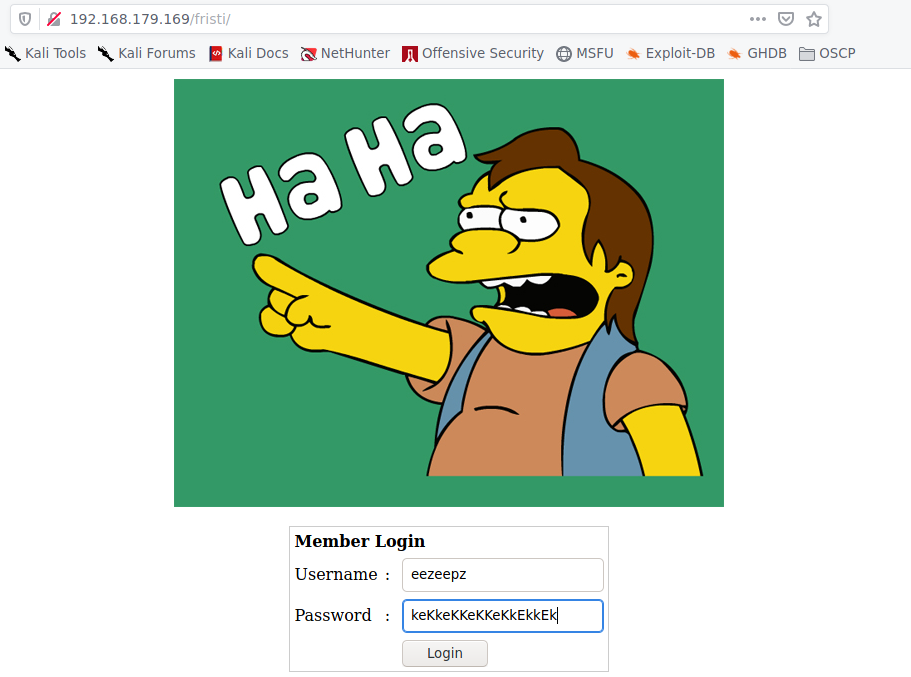 192.168.179.169/fristi/
Kali Tools Kali Forums Kali Docs NetHunter Offensive Security MSFU Exploit-DB GHDB OSCP
Ha Ha
Member Login
Username : eezeepz
Password : keKkeKKeKKeKkEkkEk
Login